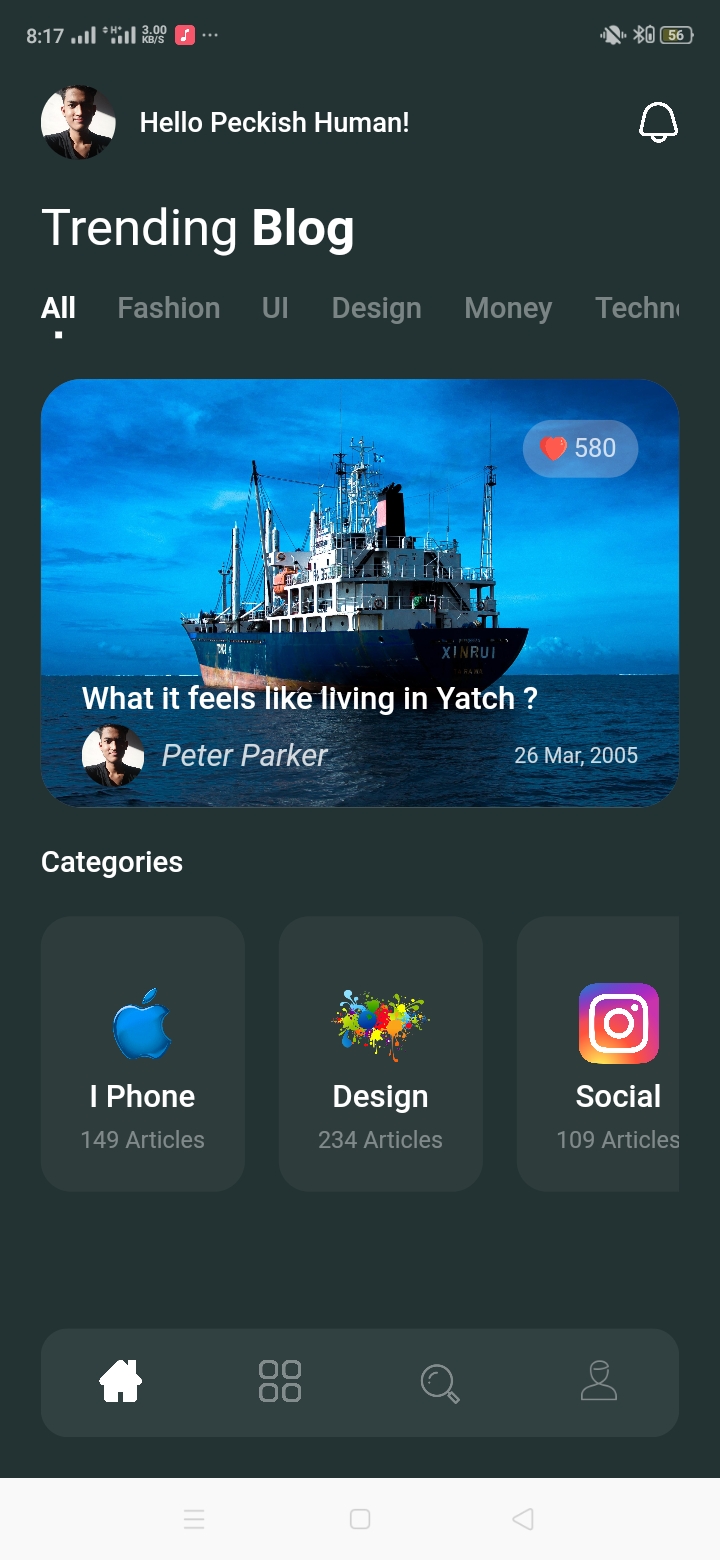 8:17 H+ 3.00 KB/S ··· 56
Hello Peckish Human!
Trending Blog
All Fashion UI Design Money Techno
580
XINRUI
What it feels like living in Yatch ?
Peter Parker 26 Mar, 2005
Categories
I Phone Design Social
149 Articles 234 Articles 109 Articles